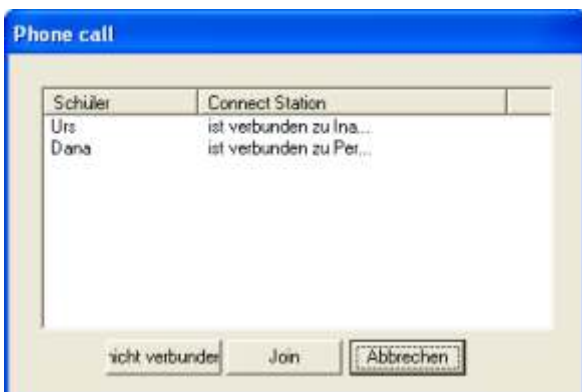 Phone call
Schüler Connect Station
Urs ist verbunden zu Ina...
Dana ist verbunden zu Per...
nicht verbunden Join Abbrechen